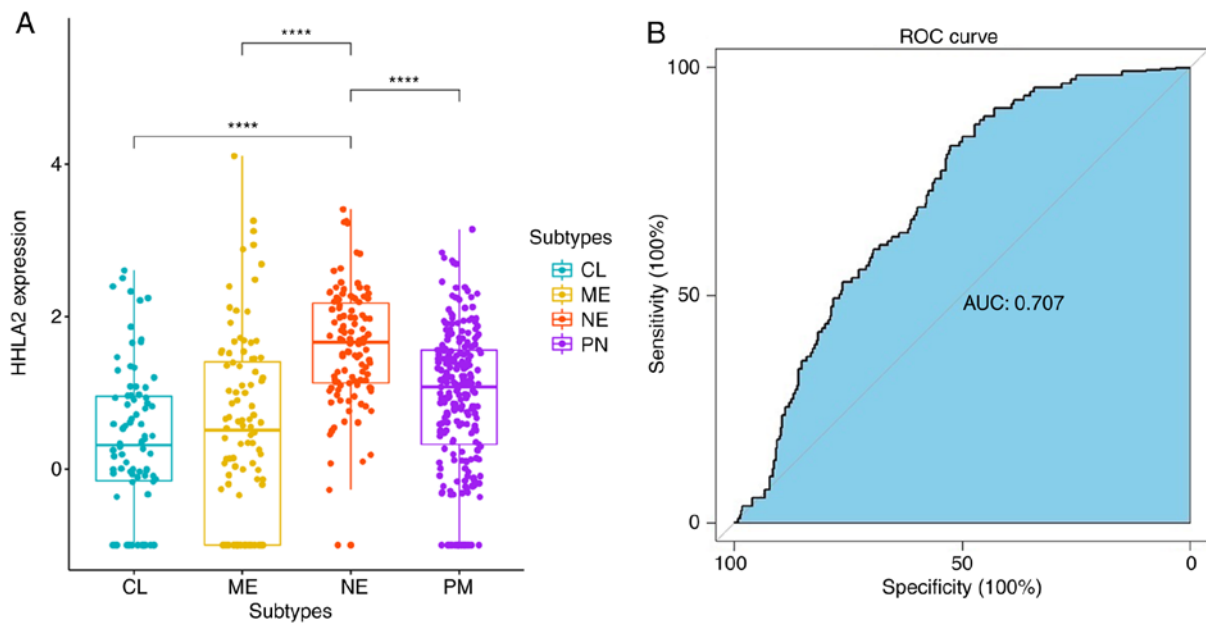 A
****
****
****
HHLA2 expression
4
2
0
CL
ME
NE
PM
Subtypes
Subtypes
CL
ME
NE
PN
B
ROC curve
Sensitivity (100%)
100
50
0
AUC: 0.707
100
50
0
Specificity (100%)